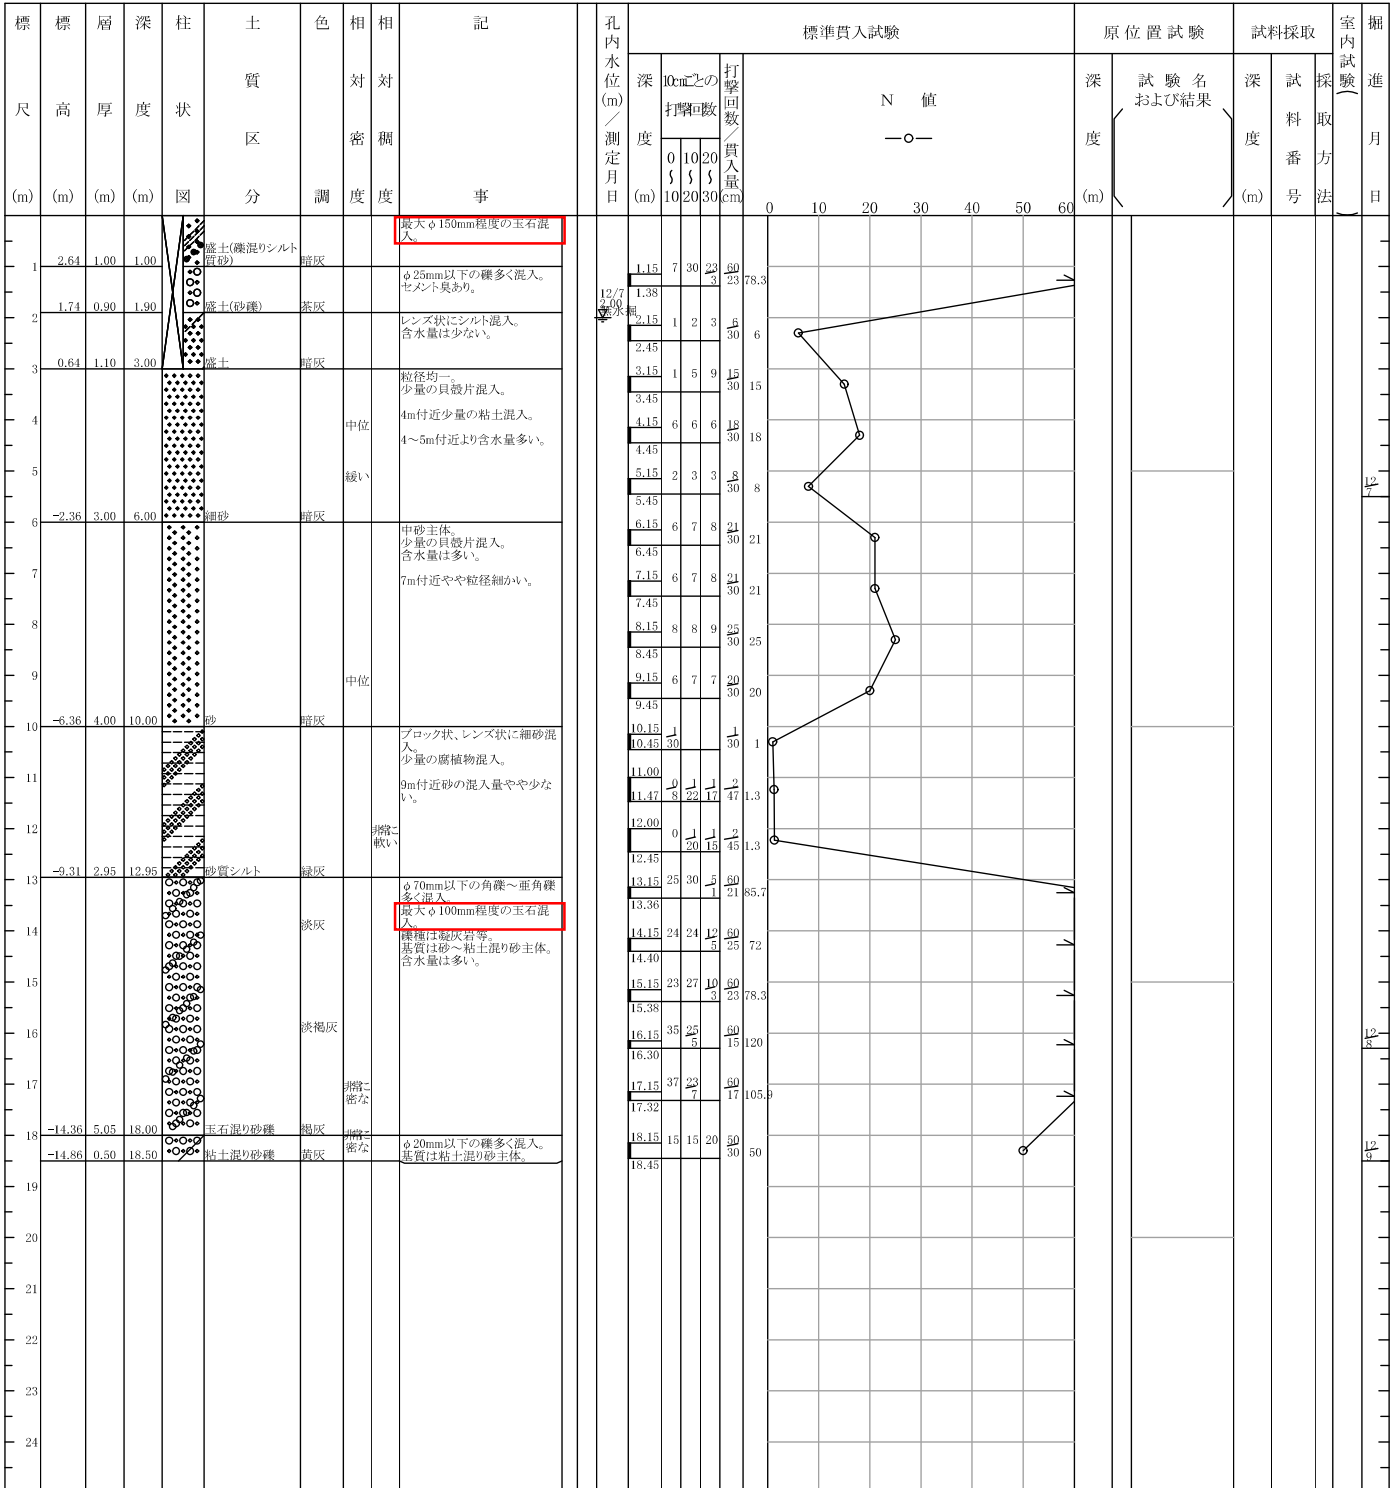 標尺(m) 標高(m) 層厚(m) 深度(m) 柱状図 土質区分 色調 相対密度 相対稠度 記事 孔内水位(m)／測定月日 標準貫入試験 原位置試験 試料採取 室内試験( ) 掘進月日
深度(m) 10cmごとの打撃回数 打撃回数／貫入量(cm) N 値 深度(m) 試験名および結果 深度(m) 試料番号 採取方法
0〜10 10〜20 20〜30
0 10 20 30 40 50 60
最大φ150mm程度の玉石混
入。
盛土(礫混りシルト
質砂)
2.64 1.00 1.00 暗灰
1
φ25mm以下の礫多く混入。
セメント臭あり。
1.74 0.90 1.90 盛土(砂礫) 茶灰
12/7
2.00
無水掘
2
レンズ状にシルト混入。
含水量は少ない。
0.64 1.10 3.00 盛土 暗灰
3
粒径均一。
少量の貝殻片混入。
4m付近少量の粘土混入。
4 中位
4〜5m付近より含水量多い。
5 緩い
-2.36 3.00 6.00 細砂 暗灰
6
中砂主体。
少量の貝殻片混入。
含水量は多い。
7
7m付近やや粒径細かい。
8
9 中位
-6.36 4.00 10.00 砂 暗灰
10
ブロック状、レンズ状に細砂混
入。
少量の腐植物混入。
11
9m付近砂の混入量やや少な
い。
12 非常に
軟い
-9.31 2.95 12.95 砂質シルト 緑灰
13
φ70mm以下の角礫〜亜角礫
多く混入。
最大φ100mm程度の玉石混
入。
淡灰
14
礫種は凝灰岩等。
基質は砂〜粘土混り砂主体。
含水量は多い。
15
16 淡褐灰
17 非常に
密な
-14.36 5.05 18.00 玉石混り砂礫 褐灰
18 非常に
密な
φ20mm以下の礫多く混入。
-14.86 0.50 18.50 粘土混り砂礫 黄灰 基質は粘土混り砂主体。
19
20
21
22
23
24
1.15 7 30 23/3 60/23 78.3
1.38
2.15 1 2 3 6/30 6
2.45
3.15 1 5 9 15/30 15
3.45
4.15 6 6 6 18/30 18
4.45
5.15 2 3 3 8/30 8
5.45
6.15 6 7 8 21/30 21
6.45
7.15 6 7 8 21/30 21
7.45
8.15 8 8 9 25/30 25
8.45
9.15 6 7 7 20/30 20
9.45
10.15 1/30 1/30 1
10.45
11.00 0/8 1/22 1/17 2/47 1.3
11.47
12.00 0 1/20 1/15 2/45 1.3
12.45
13.15 25 30 5/1 60/21 85.7
13.36
14.15 24 24 12/5 60/25 72
14.40
15.15 23 27 10/3 60/23 78.3
15.38
16.15 35 25/5 60/15 120
16.30
17.15 37 23/7 60/17 105.9
17.32
18.15 15 15 20 50/30 50
18.45
12/7
12/8
12/9